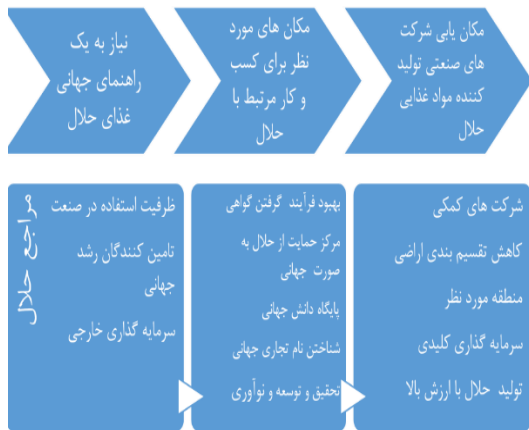 مکان یابی شرکت
های صنعتی تولید
کننده مواد غذایی
حلال
مکان های مورد
نظر برای کسب
و کار مرتبط با
حلال
نیاز به یک
راهنمای جهانی
غذای حلال
شرکت های کمکی
کاهش تقسیم بندی اراضی
منطقه مورد نظر
سرمایه گذاری کلیدی
تولید حلال با ارزش بالا
بهبود فرآیند گرفتن گواهی
مرکز حمایت از حلال به
صورت جهانی
پایگاه دانش جهانی
شناختن نام تجاری جهانی
تحقیق و توسعه و نوآوری
ظرفیت استفاده در صنعت
تامین کنندگان رشد
جهانی
سرمایه گذاری خارجی
مراجع حلال